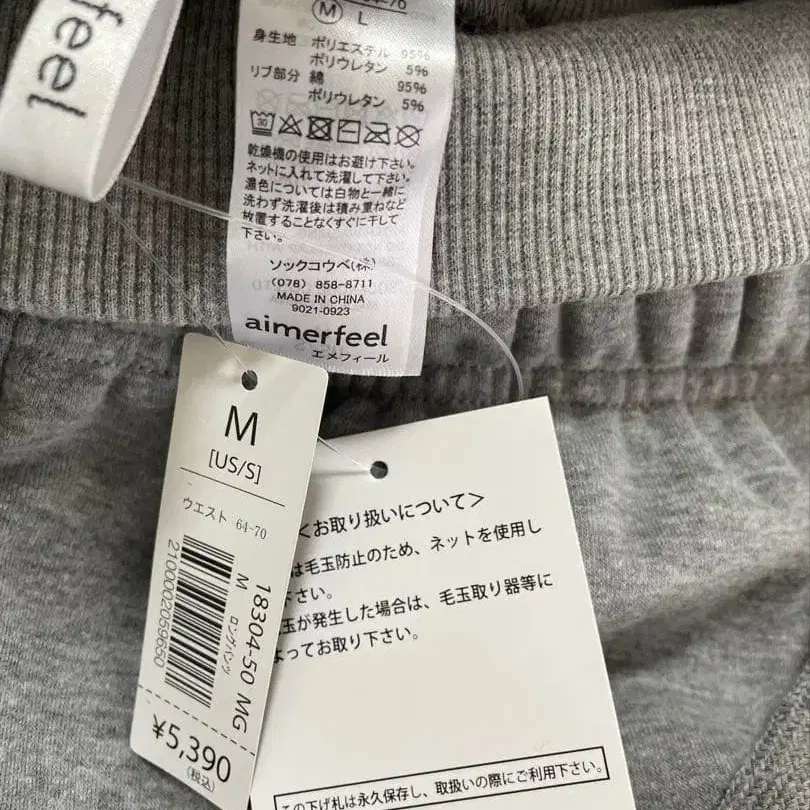 feel
M L
身生地 ポリエステル 95%
ポリウレタン 5%
リブ部分 綿 95%
ポリウレタン 5%
30
乾燥機の使用はお避け下さい。
ネットに入れて洗濯して下さい。
濃色については白物と一緒に
洗わず洗濯後は積み重ねなど
放置することなくすぐに干して
下さい。
ソックコウベ(株)
(078) 858-8711
MADE IN CHINA
9021-0923
aimerfeel
エメフィール
M
[US/S]
ウエスト 64-70
18304-50 MG
M ロングパンツ
2100002059650
¥5,390
(税込)
<お取り扱いについて>
は毛玉防止のため、ネットを使用し
下さい。
玉が発生した場合は、毛玉取り器等に
よってお取り下さい。
この下げ札は永久保存し、取扱いの際にご利用下さい。